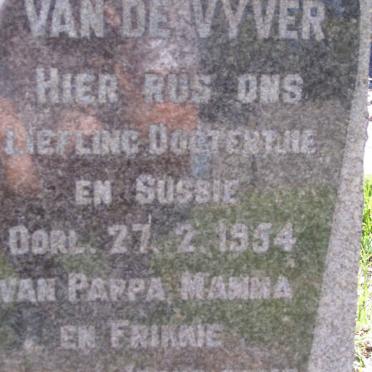 VAN DE VYVER
HIER RUS ONS
LIEFLING DOGTERTJIE
EN SUSSIE
OORL. 27. 2. 1954
VAN PAPPA, MAMMA
EN FRIKKIE